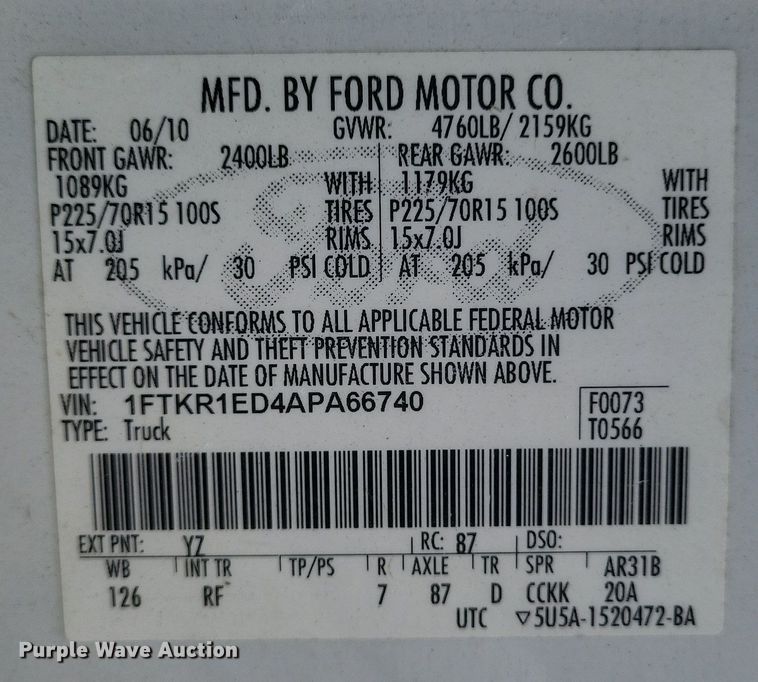 MFD. BY FORD MOTOR CO.
DATE: 06/10 GVWR: 4760LB/ 2159KG
FRONT GAWR: 2400LB REAR GAWR: 2600LB
1089KG WITH 1179KG WITH
P225/70R15 100S TIRES P225/70R15 100S TIRES
15x7.0J RIMS 15x7.0J RIMS
AT 205 kPa/ 30 PSI COLD AT 205 kPa/ 30 PSI COLD
Ford
THIS VEHICLE CONFORMS TO ALL APPLICABLE FEDERAL MOTOR
VEHICLE SAFETY AND THEFT PREVENTION STANDARDS IN
EFFECT ON THE DATE OF MANUFACTURE SHOWN ABOVE.
VIN: 1FTKR1ED4APA66740 F0073
TYPE: Truck T0566
EXT PNT: YZ RC: 87 DSO:
WB INT TR TP/PS R AXLE TR SPR AR31B
126 RF 7 87 D CCKK 20A
UTC ▽5U5A-1520472-BA
Purple Wave Auction